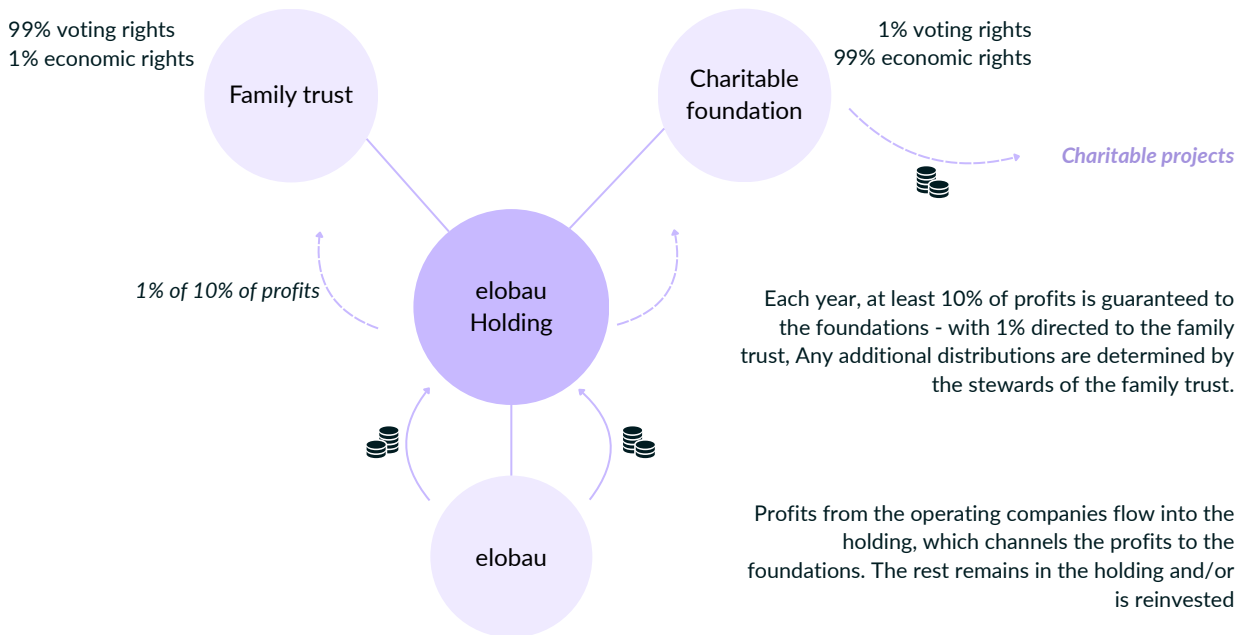 99% voting rights
1% economic rights
Family trust
Charitable
foundation
1% voting rights
99% economic rights
Charitable projects
1% of 10% of profits
elobau
Holding
Each year, at least 10% of profits is guaranteed to
the foundations - with 1% directed to the family
trust, Any additional distributions are determined by
the stewards of the family trust.
elobau
Profits from the operating companies flow into the
holding, which channels the profits to the
foundations. The rest remains in the holding and/or
is reinvested